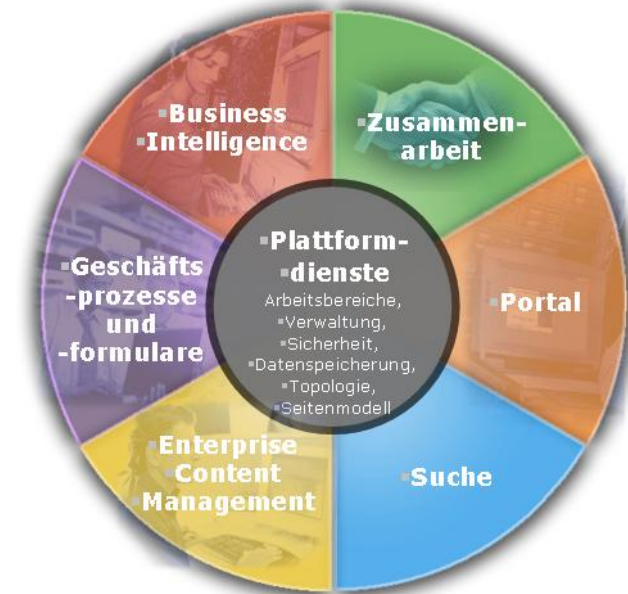 ▪Business
▪Intelligence
▪Zusammen-
arbeit
▪Geschäfts
-prozesse
und
-formulare
▪Plattform-
▪dienste
Arbeitsbereiche,
▪Verwaltung,
▪Sicherheit,
▪Datenspeicherung,
▪Topologie,
▪Seitenmodell
▪Portal
▪Enterprise
▪Content
▪Management
▪Suche